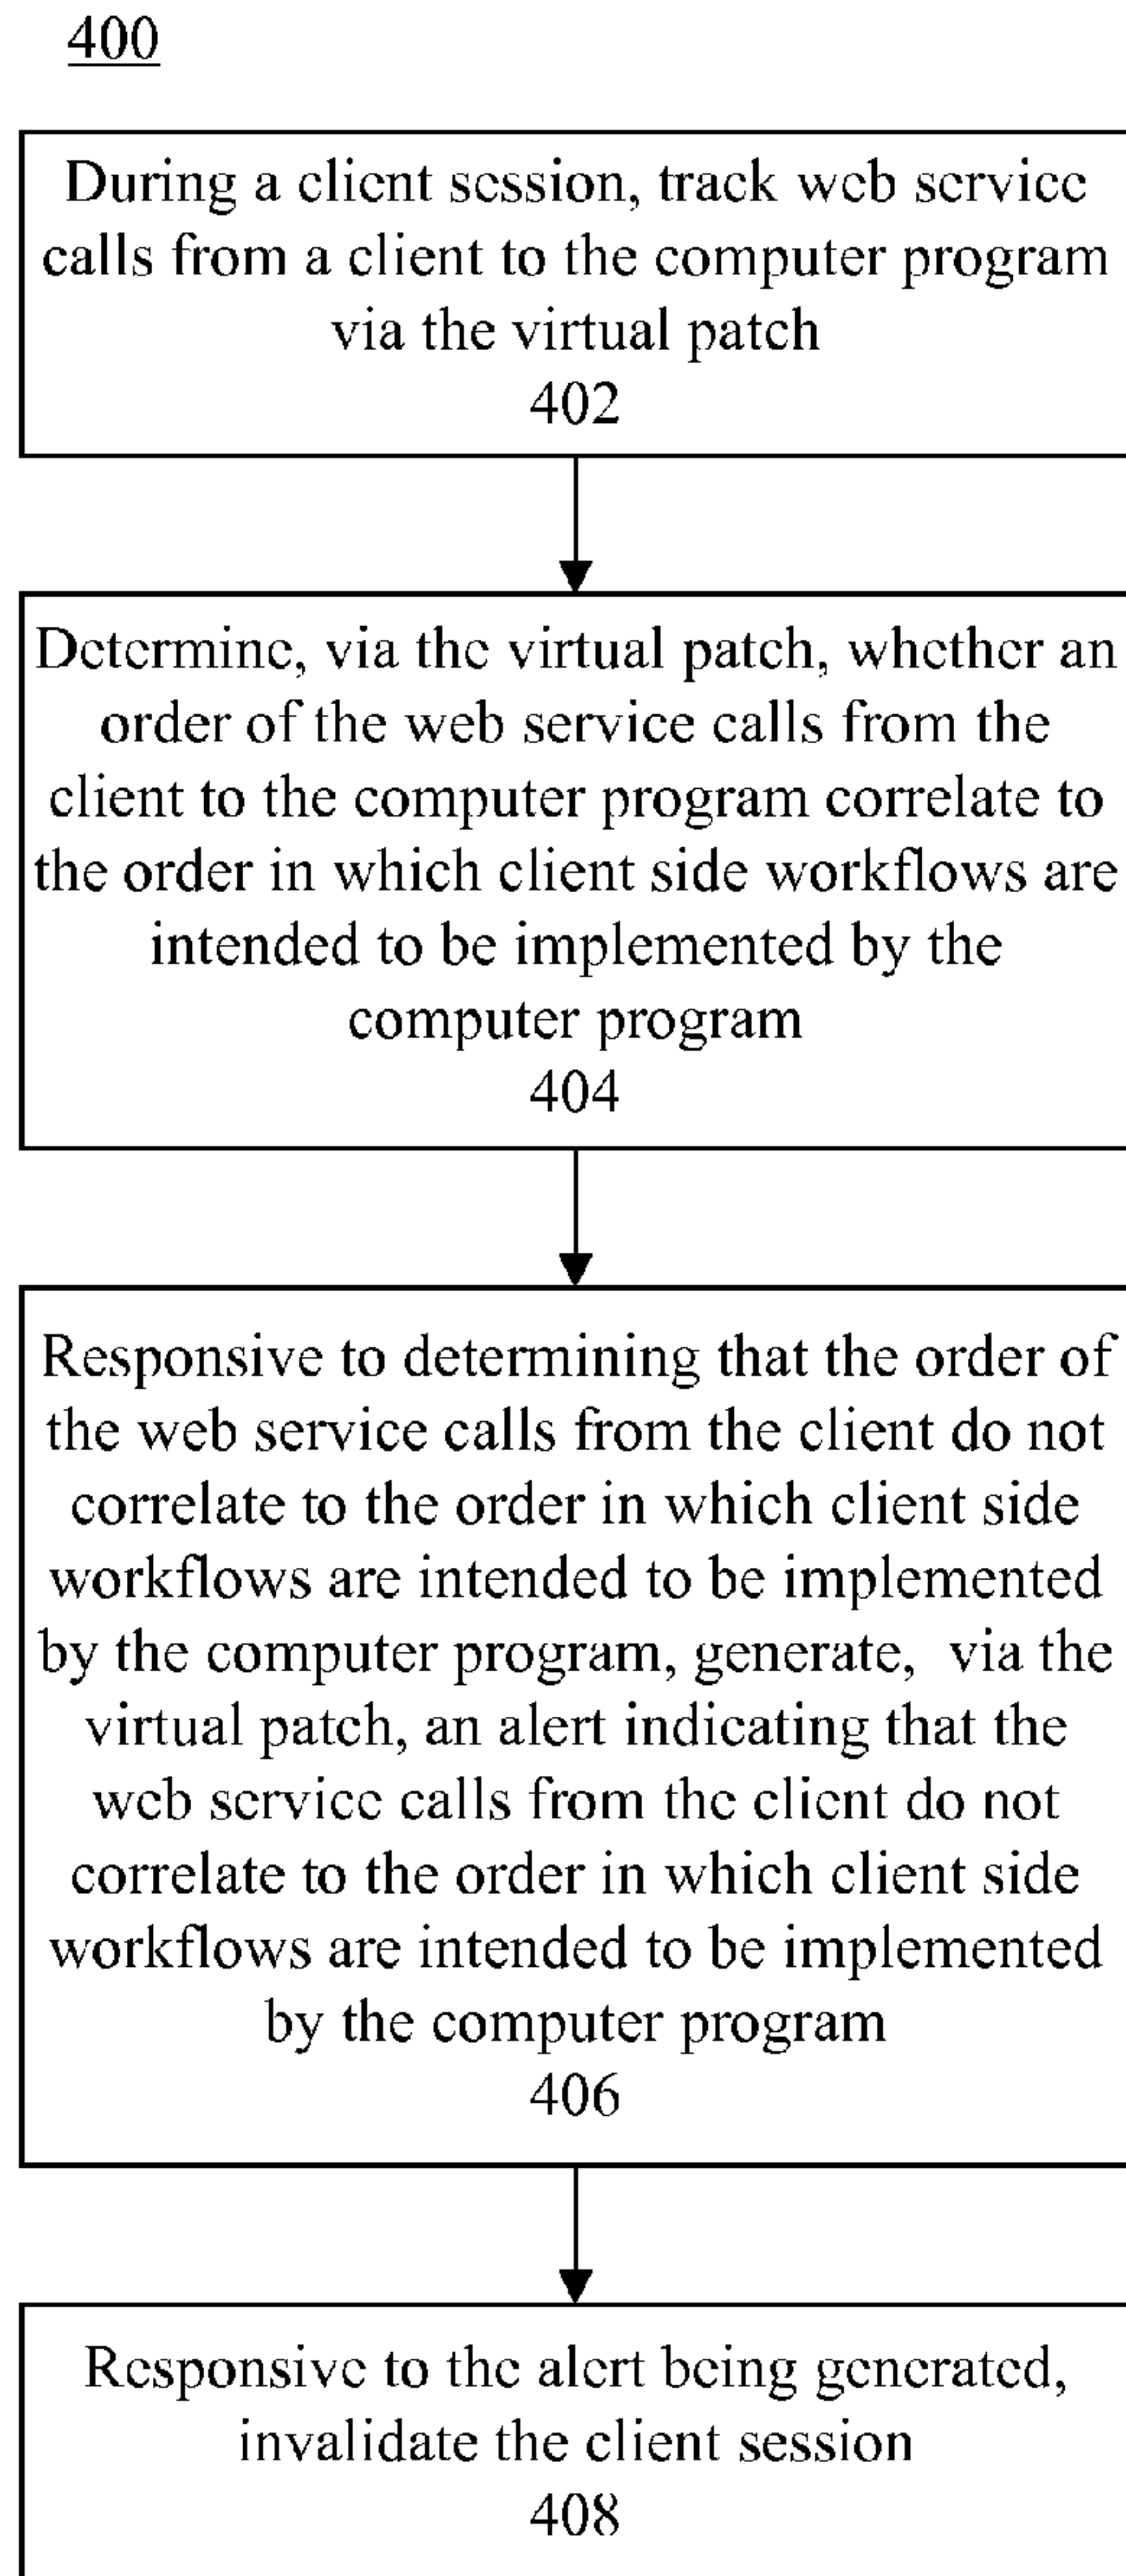 400
During a client session, track web service
calls from a client to the computer program
via the virtual patch
402
Determine, via the virtual patch, whether an
order of the web service calls from the
client to the computer program correlate to
the order in which client side workflows are
intended to be implemented by the
computer program
404
Responsive to determining that the order of
the web service calls from the client do not
correlate to the order in which client side
workflows are intended to be implemented
by the computer program, generate, via the
virtual patch, an alert indicating that the
web service calls from the client do not
correlate to the order in which client side
workflows are intended to be implemented
by the computer program
406
Responsive to the alert being generated,
invalidate the client session
408